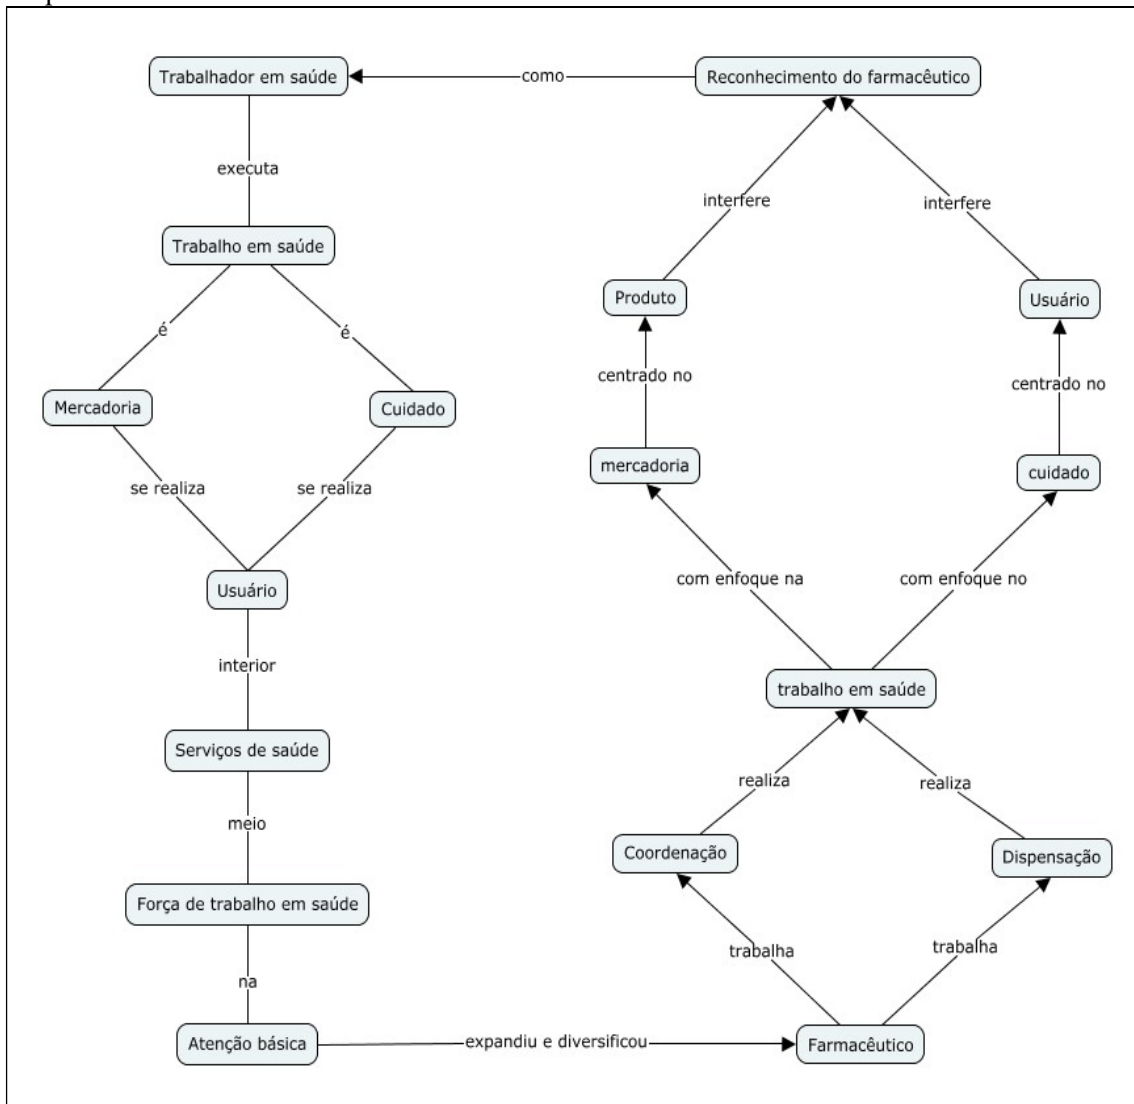 Trabalhador em saúde
como
Reconhecimento do farmacêutico
executa
interfere
interfere
Trabalho em saúde
Produto
Usuário
é
é
centrado no
centrado no
Mercadoria
Cuidado
mercadoria
cuidado
se realiza
se realiza
com enfoque na
com enfoque no
Usuário
interior
trabalho em saúde
Serviços de saúde
realiza
realiza
meio
Coordenação
Dispensação
Força de trabalho em saúde
trabalha
trabalha
na
Atenção básica
expandiu e diversificou
Farmacêutico